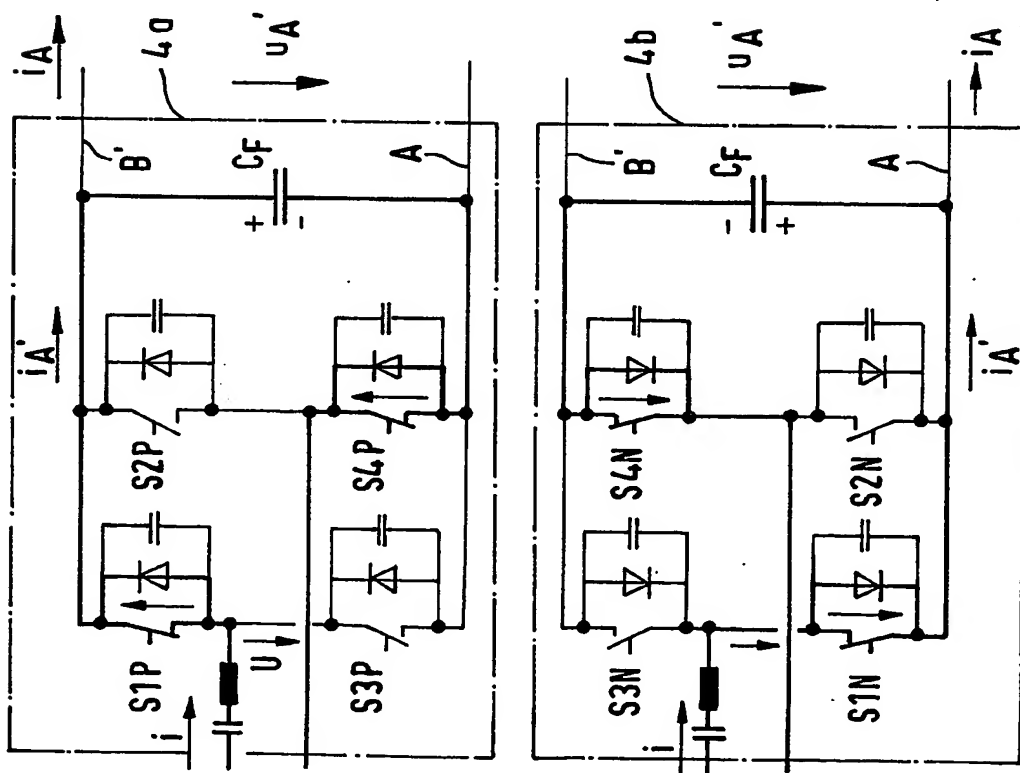 iA
4a
uA'
B'
CF
A
+
-
iA'
S2P
S4P
S1P
U
S3P
i
4b
uA'
iA
B'
CF
A
-
+
S4N
S2N
iA'
S3N
S1N
i